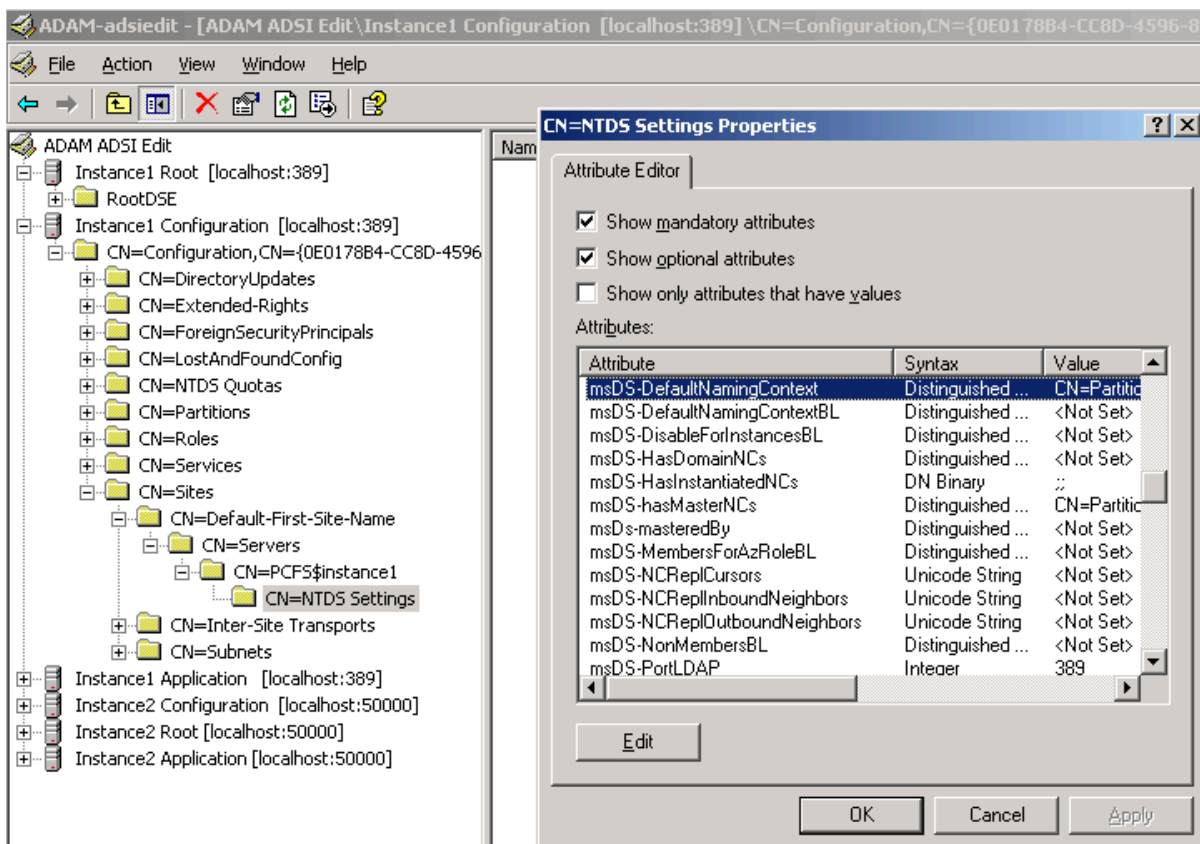 ADAM-adsiedit - [ADAM ADSI Edit\Instance1 Configuration [localhost:389] \CN=Configuration,CN={0E0178B4-CC8D-4596-8
File Action View Window Help
ADAM ADSI Edit
Instance1 Root [localhost:389]
RootDSE
Instance1 Configuration [localhost:389]
CN=Configuration,CN={0E0178B4-CC8D-4596
CN=DirectoryUpdates
CN=Extended-Rights
CN=ForeignSecurityPrincipals
CN=LostAndFoundConfig
CN=NTDS Quotas
CN=Partitions
CN=Roles
CN=Services
CN=Sites
CN=Default-First-Site-Name
CN=Servers
CN=PCFS$instance1
CN=NTDS Settings
CN=Inter-Site Transports
CN=Subnets
Instance1 Application [localhost:389]
Instance2 Configuration [localhost:50000]
Instance2 Root [localhost:50000]
Instance2 Application [localhost:50000]
Nam
CN=NTDS Settings Properties
Attribute Editor
Show mandatory attributes
Show optional attributes
Show only attributes that have values
Attributes:
Attribute Syntax Value
msDS-DefaultNamingContext Distinguished ... CN=Partitic
msDS-DefaultNamingContextBL Distinguished ... <Not Set>
msDS-DisableForInstancesBL Distinguished ... <Not Set>
msDS-HasDomainNCs Distinguished ... <Not Set>
msDS-HasInstantiatedNCs DN Binary ;;
msDS-hasMasterNCs Distinguished ... CN=Partitic
msDs-masteredBy Distinguished ... <Not Set>
msDS-MembersForAzRoleBL Distinguished ... <Not Set>
msDS-NCReplCursors Unicode String <Not Set>
msDS-NCReplInboundNeighbors Unicode String <Not Set>
msDS-NCReplOutboundNeighbors Unicode String <Not Set>
msDS-NonMembersBL Distinguished ... <Not Set>
msDS-PortLDAP Integer 389
Edit
OK Cancel Apply